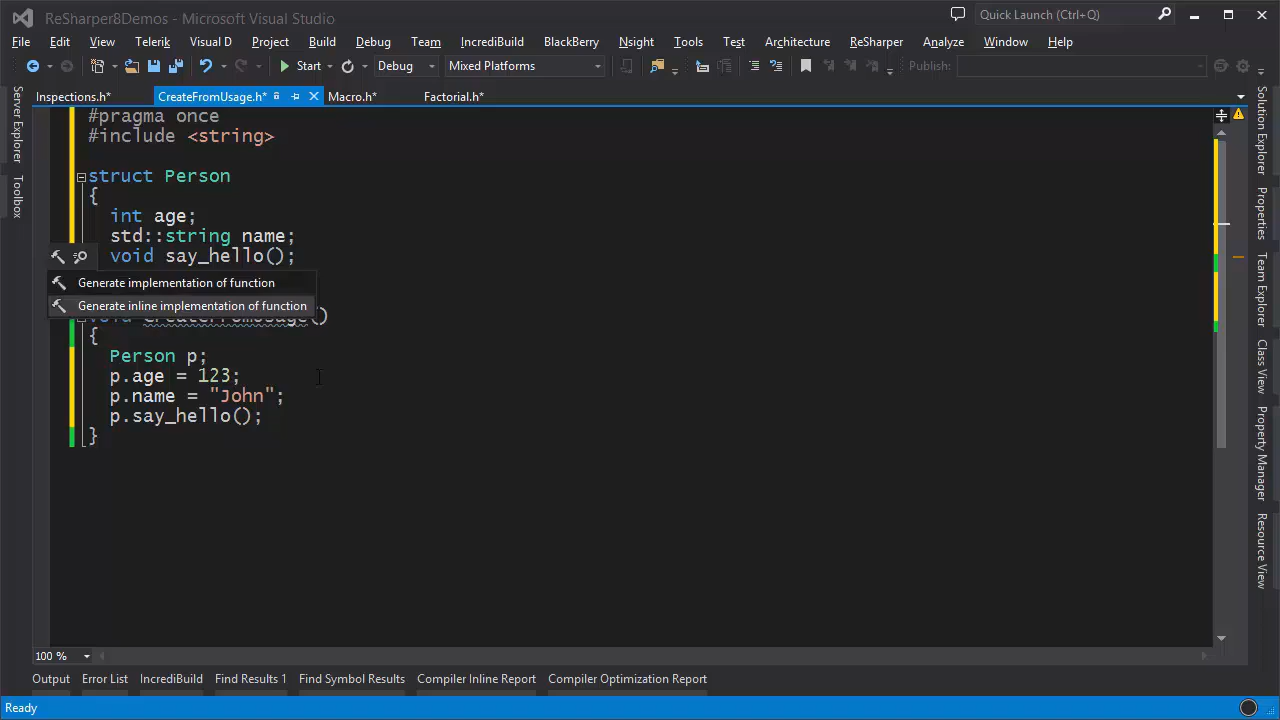 ReSharper8Demos - Microsoft Visual Studio
Quick Launch (Ctrl+Q)
File Edit View Telerik Visual D Project Build Debug Team IncrediBuild BlackBerry Nsight Tools Test Architecture ReSharper Analyze Window Help
Start Debug Mixed Platforms Publish:
Inspections.h* CreateFromUsage.h* Macro.h* Factorial.h*
Server Explorer
Toolbox
#pragma once
#include <string>
struct Person
{
int age;
std::string name;
void say_hello();
Generate implementation of function
Generate inline implementation of function
void CreateFromUsage()
{
Person p;
p.age = 123;
p.name = "John";
p.say_hello();
}
Solution Explorer
Properties
Team Explorer
Class View
Property Manager
Resource View
100 %
Output Error List IncrediBuild Find Results 1 Find Symbol Results Compiler Inline Report Compiler Optimization Report
Ready